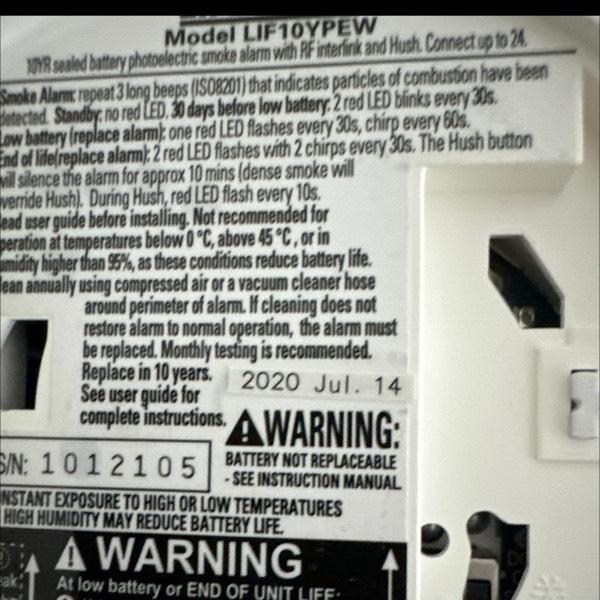 Model LIF10YPEW
10YR sealed battery photoelectric smoke alarm with RF interlink and Hush. Connect up to 24.
Smoke Alarm: repeat 3 long beeps (ISO8201) that indicates particles of combustion have been
detected. Standby: no red LED. 30 days before low battery: 2 red LED blinks every 30s.
Low battery (replace alarm): one red LED flashes every 30s, chirp every 60s.
End of life(replace alarm): 2 red LED flashes with 2 chirps every 30s. The Hush button
will silence the alarm for approx 10 mins (dense smoke will
override Hush). During Hush, red LED flash every 10s.
ead user guide before installing. Not recommended for
peration at temperatures below 0 °C, above 45 °C, or in
umidity higher than 95%, as these conditions reduce battery life.
lean annually using compressed air or a vacuum cleaner hose
around perimeter of alarm. If cleaning does not
restore alarm to normal operation, the alarm must
be replaced. Monthly testing is recommended.
Replace in 10 years.
See user guide for
complete instructions.
2020 Jul. 14
WARNING:
BATTERY NOT REPLACEABLE
- SEE INSTRUCTION MANUAL
S/N: 1012105
NSTANT EXPOSURE TO HIGH OR LOW TEMPERATURES
HIGH HUMIDITY MAY REDUCE BATTERY LIFE.
WARNING
At low battery or END OF UNIT LIFE: